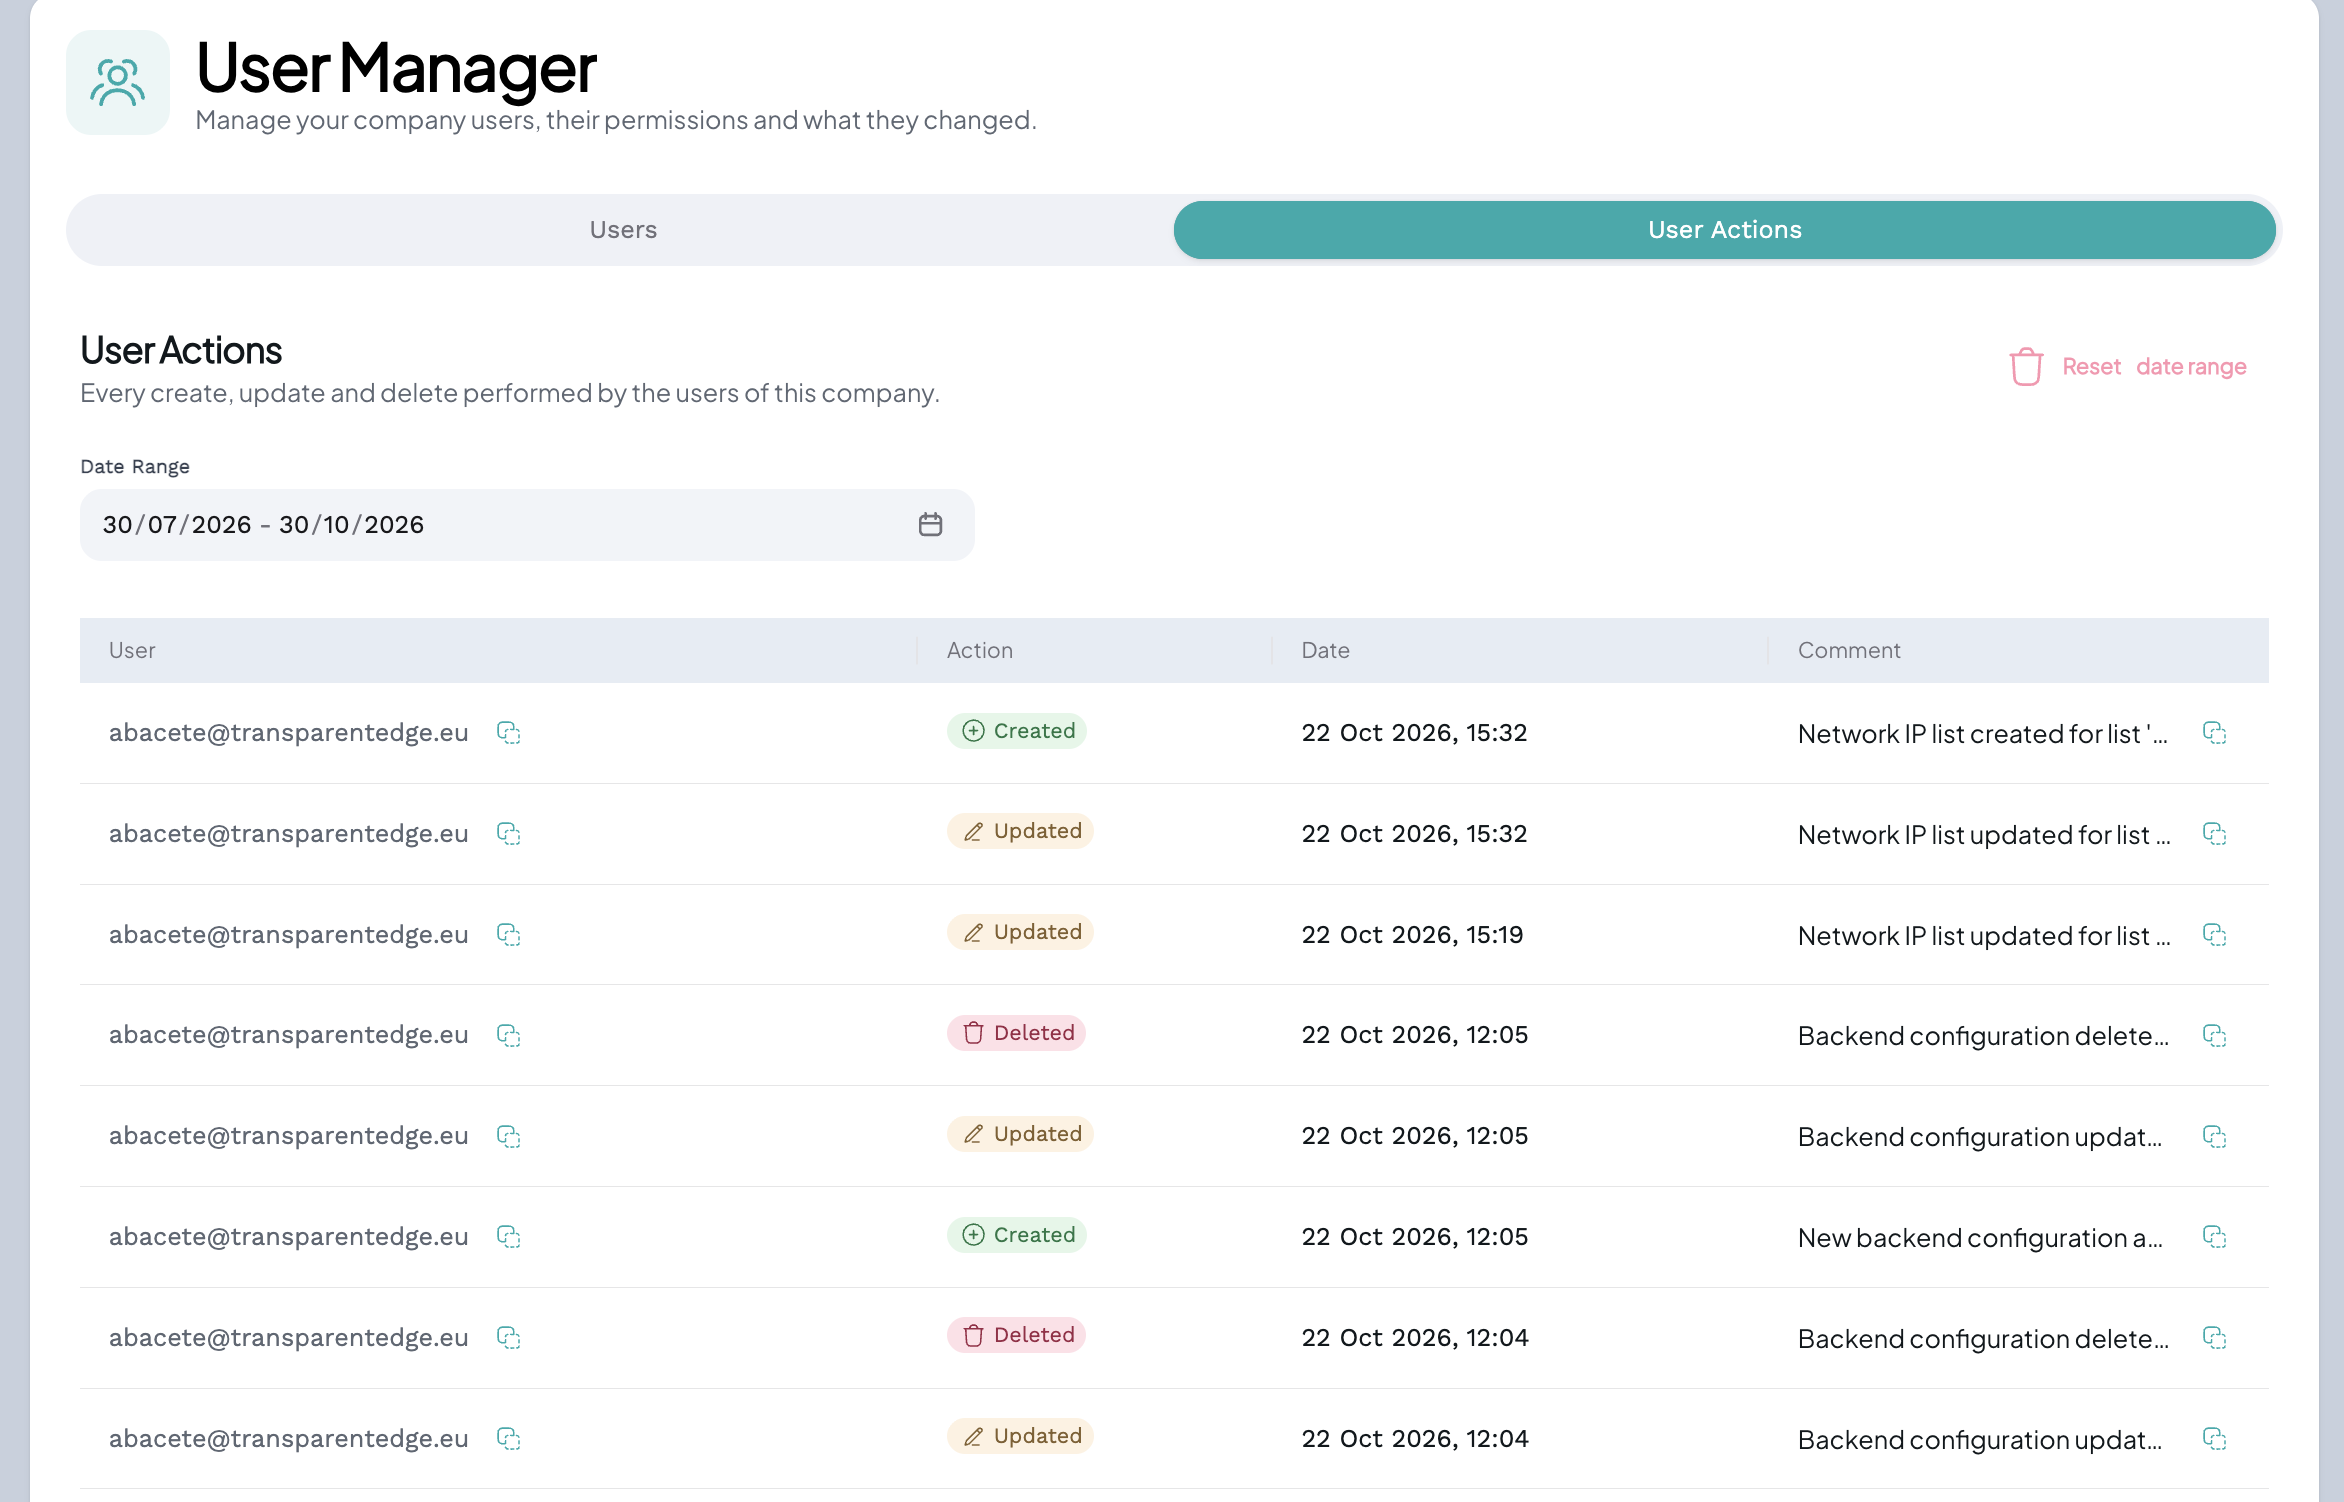 User Manager
Manage your company users, their permissions and what they changed.
Users User Actions
User Actions
Every create, update and delete performed by the users of this company.
Reset date range
Date Range
30/07/2026 - 30/10/2026
User Action Date Comment
abacete@transparentedge.eu Created 22 Oct 2026, 15:32 Network IP list created for list '...
abacete@transparentedge.eu Updated 22 Oct 2026, 15:32 Network IP list updated for list ...
abacete@transparentedge.eu Updated 22 Oct 2026, 15:19 Network IP list updated for list ...
abacete@transparentedge.eu Deleted 22 Oct 2026, 12:05 Backend configuration delete...
abacete@transparentedge.eu Updated 22 Oct 2026, 12:05 Backend configuration updat...
abacete@transparentedge.eu Created 22 Oct 2026, 12:05 New backend configuration a...
abacete@transparentedge.eu Deleted 22 Oct 2026, 12:04 Backend configuration delete...
abacete@transparentedge.eu Updated 22 Oct 2026, 12:04 Backend configuration updat...